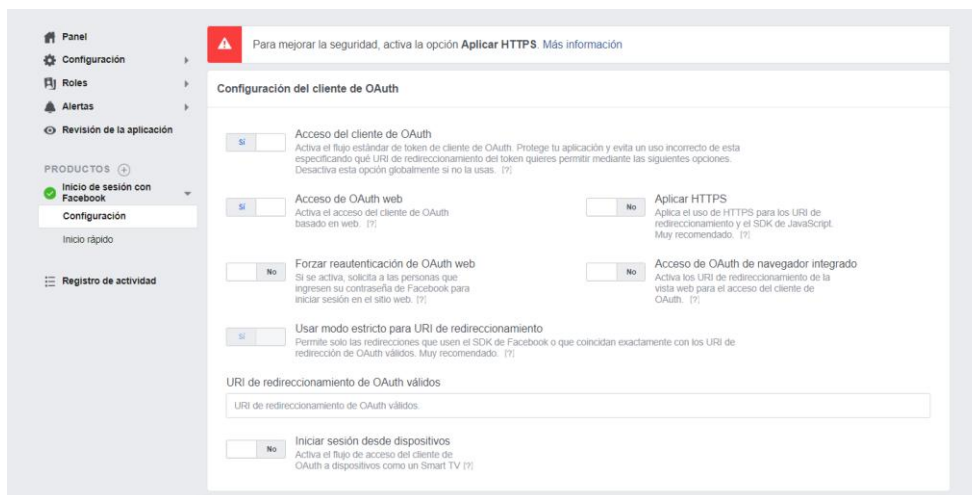 Panel
Configuración
Roles
Alertas
Revisión de la aplicación
PRODUCTOS
Inicio de sesión con
Facebook
Configuración
Inicio rápido
Registro de actividad
Para mejorar la seguridad, activa la opción Aplicar HTTPS. Más información
Configuración del cliente de OAuth
Sí
Acceso del cliente de OAuth
Activa el flujo estándar de token de cliente de OAuth. Protege tu aplicación y evita un uso incorrecto de esta
especificando qué URI de redireccionamiento del token quieres permitir mediante las siguientes opciones.
Desactiva esta opción globalmente si no la usas. [?]
Sí
Acceso de OAuth web
Activa el acceso del cliente de OAuth
basado en web. [?]
No
Aplicar HTTPS
Aplica el uso de HTTPS para los URI de
redireccionamiento y el SDK de JavaScript.
Muy recomendado. [?]
No
Forzar reautenticación de OAuth web
Si se activa, solicita a las personas que
ingresen su contraseña de Facebook para
iniciar sesión en el sitio web. [?]
No
Acceso de OAuth de navegador integrado
Activa los URI de redireccionamiento de la
vista web para el acceso del cliente de
OAuth. [?]
Sí
Usar modo estricto para URI de redireccionamiento
Permite solo las redirecciones que usen el SDK de Facebook o que coincidan exactamente con los URI de
redirección de OAuth válidos. Muy recomendado. [?]
URI de redireccionamiento de OAuth válidos
URI de redireccionamiento de OAuth válidos.
No
Iniciar sesión desde dispositivos
Activa el flujo de acceso del cliente de
OAuth a dispositivos como un Smart TV [?]